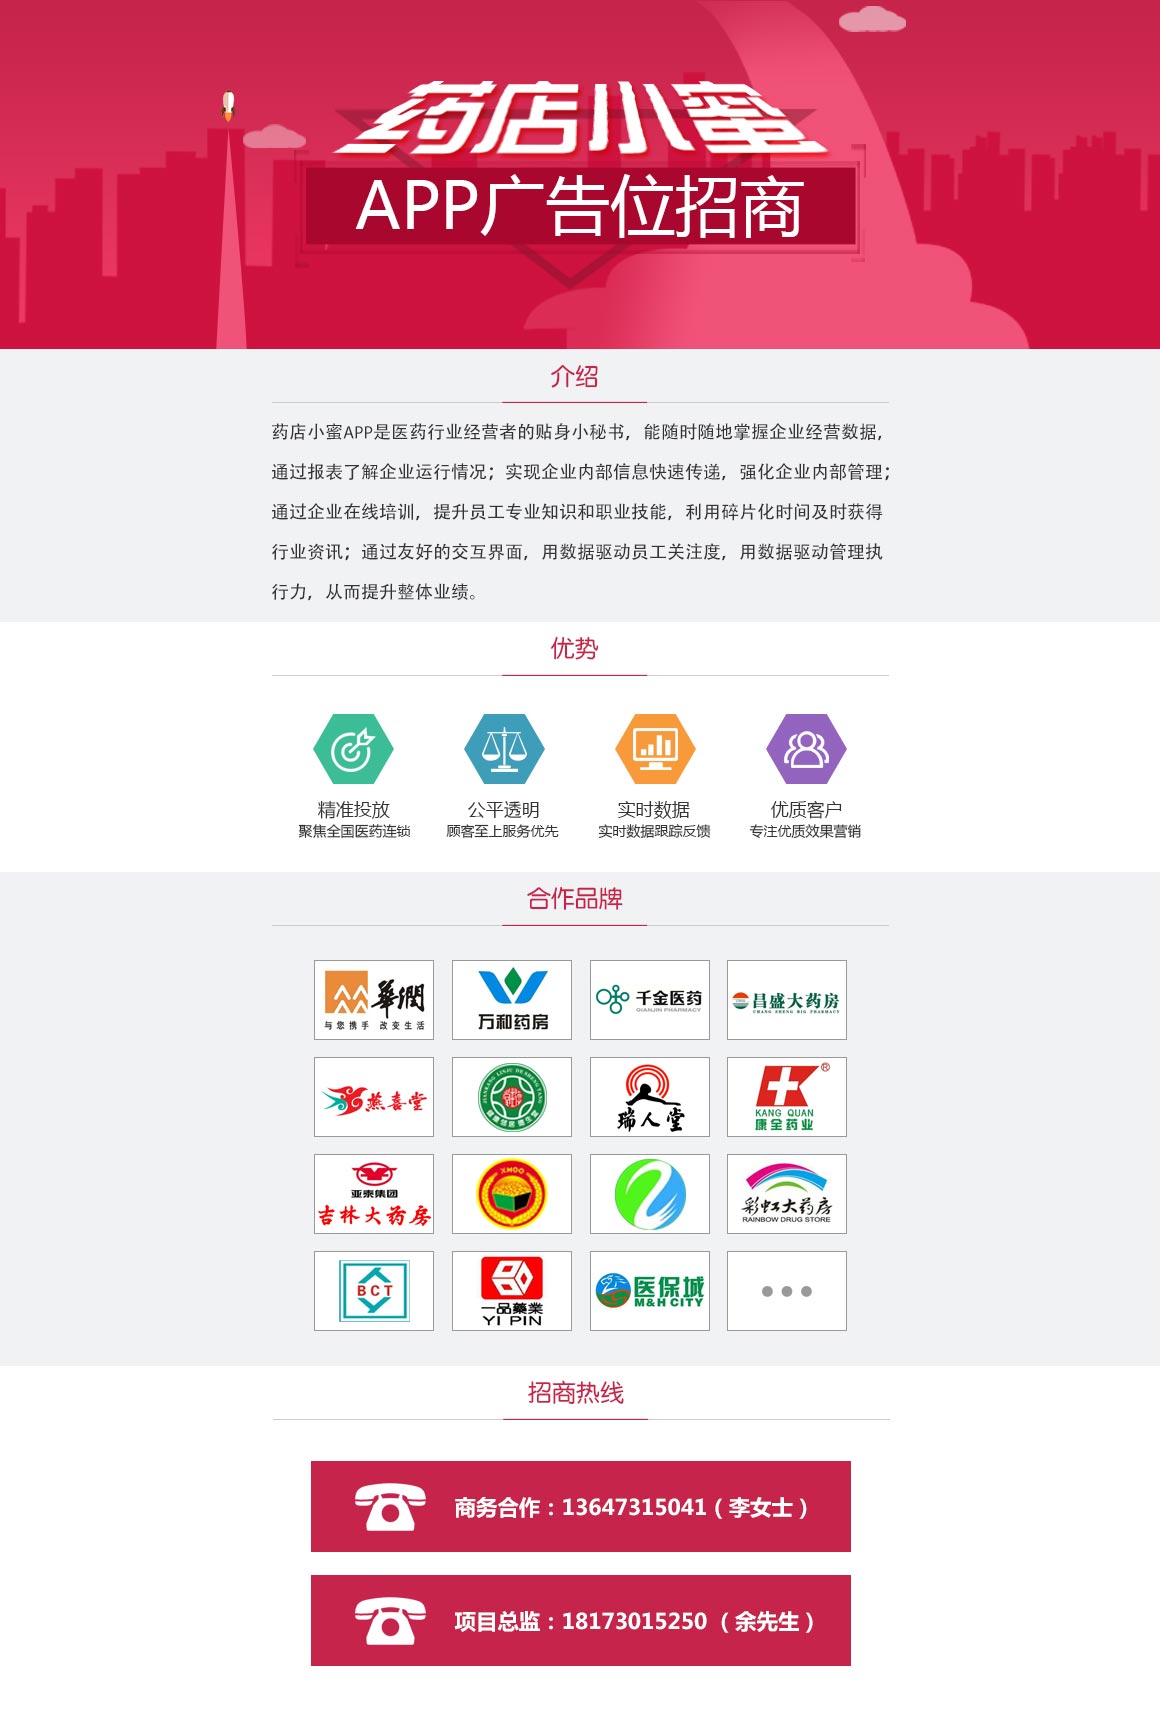 药店小蜜
APP广告位招商
介绍
药店小蜜APP是医药行业经营者的贴身小秘书，能随时随地掌握企业经营数据，
通过报表了解企业运行情况；实现企业内部信息快速传递，强化企业内部管理；
通过企业在线培训，提升员工专业知识和职业技能，利用碎片化时间及时获得
行业资讯；通过友好的交互界面，用数据驱动员工关注度，用数据驱动管理执
行力，从而提升整体业绩。
优势
精准投放
聚焦全国医药连锁
公平透明
顾客至上服务优先
实时数据
实时数据跟踪反馈
优质客户
专注优质效果营销
合作品牌
華潤
与您携手 改变生活
万和药房
千金医药
QIANJIN PHARMACY
昌盛大药房
CHANG SHENG BIG PHARMACY
燕喜堂
JIANKANG LINJU DE SHENG TANG
健康邻居德生堂
瑞人堂
®
KANG QUAN
康全药业
亚泰集团
吉林大药房
XMOO
彩虹大药房
RAINBOW DRUG STORE
BCT
一品藥業
YI PIN
医保城
M&H CITY
招商热线
商务合作：13647315041（李女士）
项目总监：18173015250 （余先生）